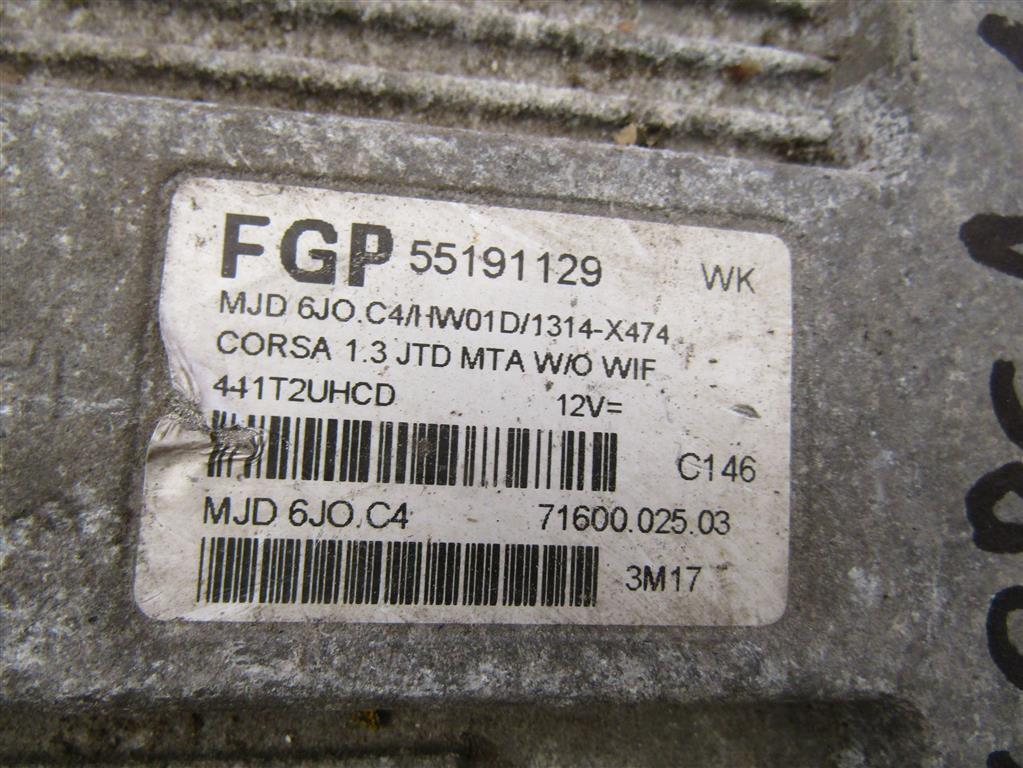 FGP 55191129 WK
MJD 6JO.C4/HW01D/1314-X474
CORSA 1.3 JTD MTA W/O WIF
441T2UHCD 12V=
C146
MJD 6JO.C4 71600.025.03
3M17